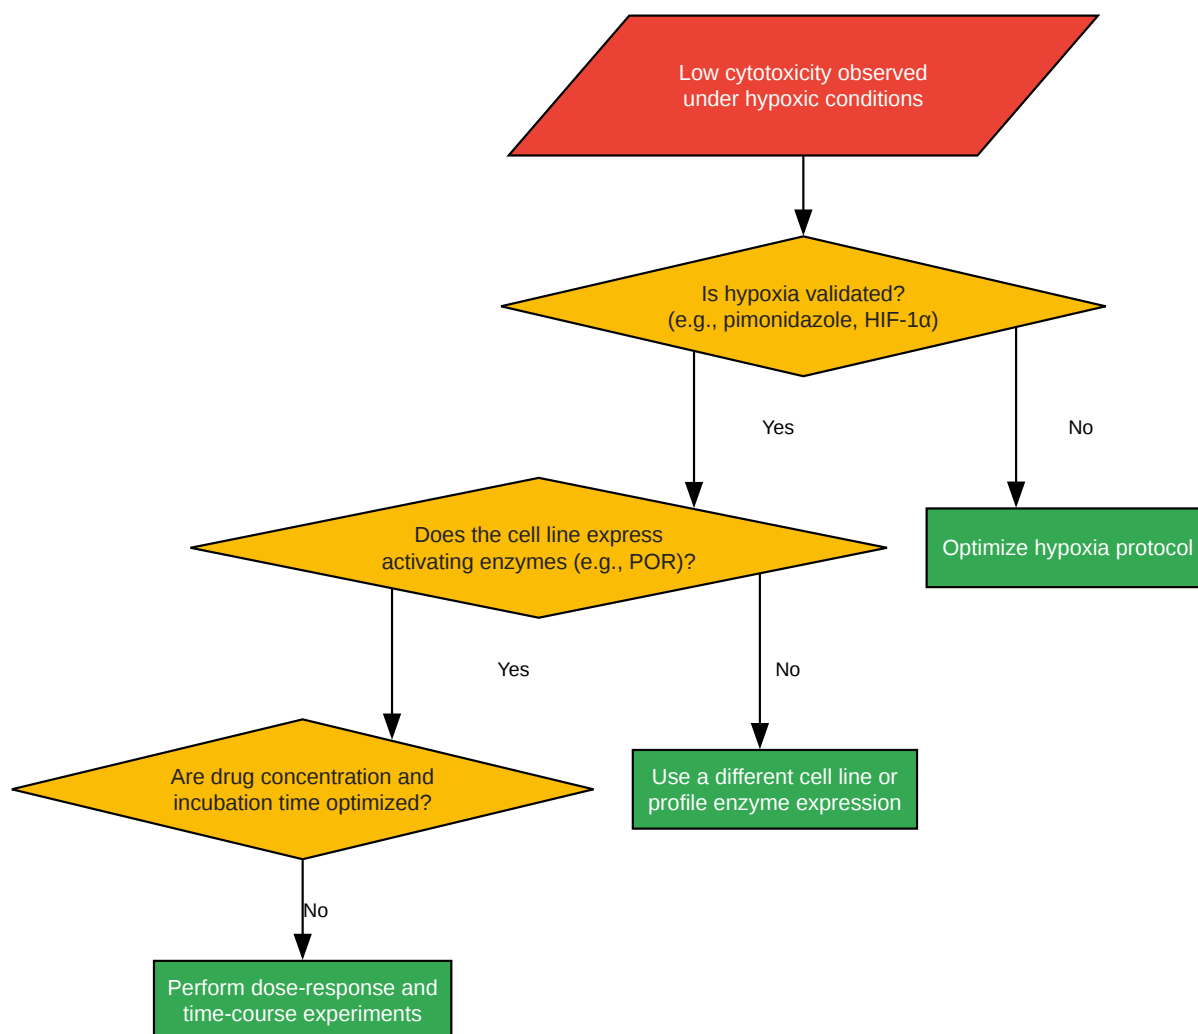 Low cytotoxicity observed
under hypoxic conditions
Is hypoxia validated?
(e.g., pimonidazole, HIF-1α)
Yes
No
Does the cell line express
activating enzymes (e.g., POR)?
Optimize hypoxia protocol
Yes
No
Are drug concentration and
incubation time optimized?
Use a different cell line or
profile enzyme expression
No
Perform dose-response and
time-course experiments